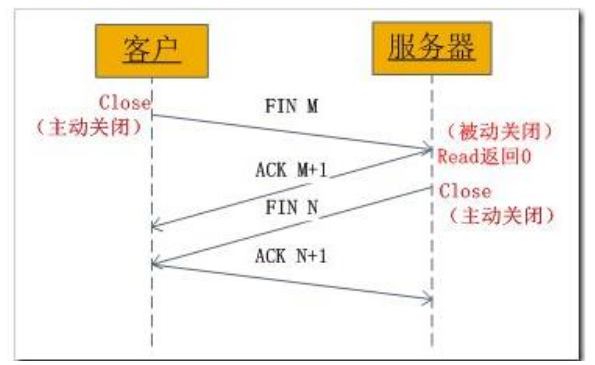 客户
服务器
Close
（主动关闭）
FIN M
（被动关闭）
Read返回0
ACK M+1
Close
（主动关闭）
FIN N
ACK N+1